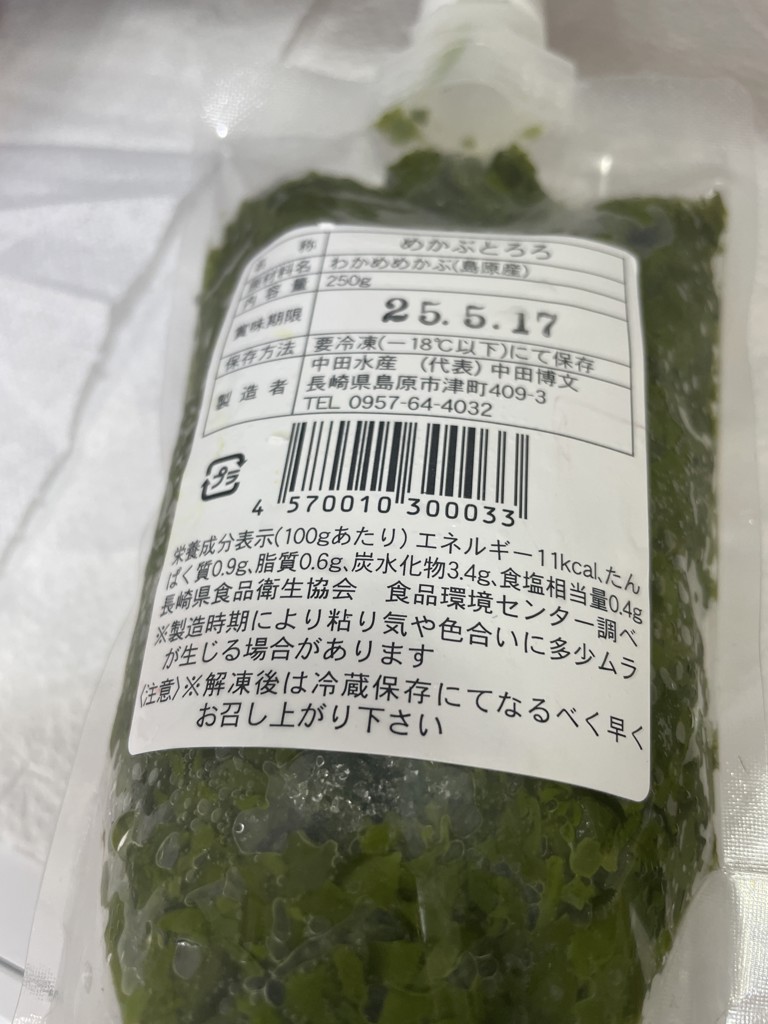 名 称 めかぶとろろ
原材料名 わかめめかぶ(島原産)
内容量 250g
賞味期限 25.5.17
保存方法 要冷凍(－18℃以下)にて保存
製造者 中田水産 (代表) 中田博文
長崎県島原市津町409-3
TEL 0957-64-4032
プラ
4 570010 300033
栄養成分表示(100gあたり) エネルギー11kcal、たん
ぱく質0.9g、脂質0.6g、炭水化物3.4g、食塩相当量0.4g
長崎県食品衛生協会 食品環境センター調べ
※製造時期により粘り気や色合いに多少ムラ
が生じる場合があります
〈注意〉※解凍後は冷蔵保存にてなるべく早く
お召し上がり下さい